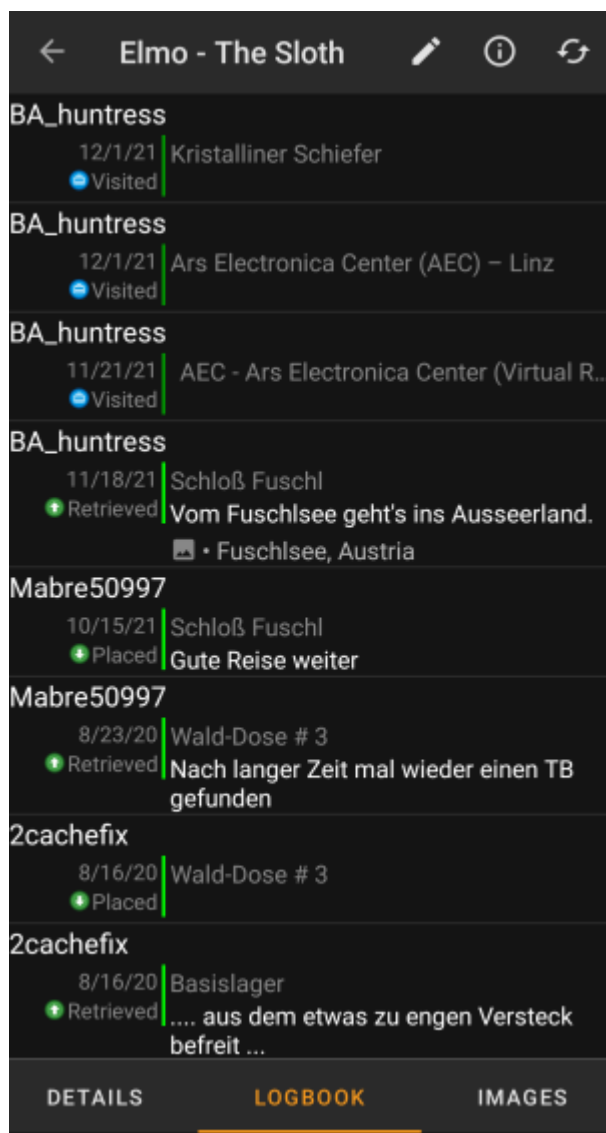 Elmo - The Sloth
BA_huntress
12/1/21 Kristalliner Schiefer
Visited
BA_huntress
12/1/21 Ars Electronica Center (AEC) – Linz
Visited
BA_huntress
11/21/21 AEC - Ars Electronica Center (Virtual R..
Visited
BA_huntress
11/18/21 Schloß Fuschl
Retrieved Vom Fuschlsee geht's ins Ausseerland.
• Fuschlsee, Austria
Mabre50997
10/15/21 Schloß Fuschl
Placed Gute Reise weiter
Mabre50997
8/23/20 Wald-Dose # 3
Retrieved Nach langer Zeit mal wieder einen TB
gefunden
2cachefix
8/16/20 Wald-Dose # 3
Placed
2cachefix
8/16/20 Basislager
Retrieved .... aus dem etwas zu engen Versteck
befreit ...
DETAILS LOGBOOK IMAGES